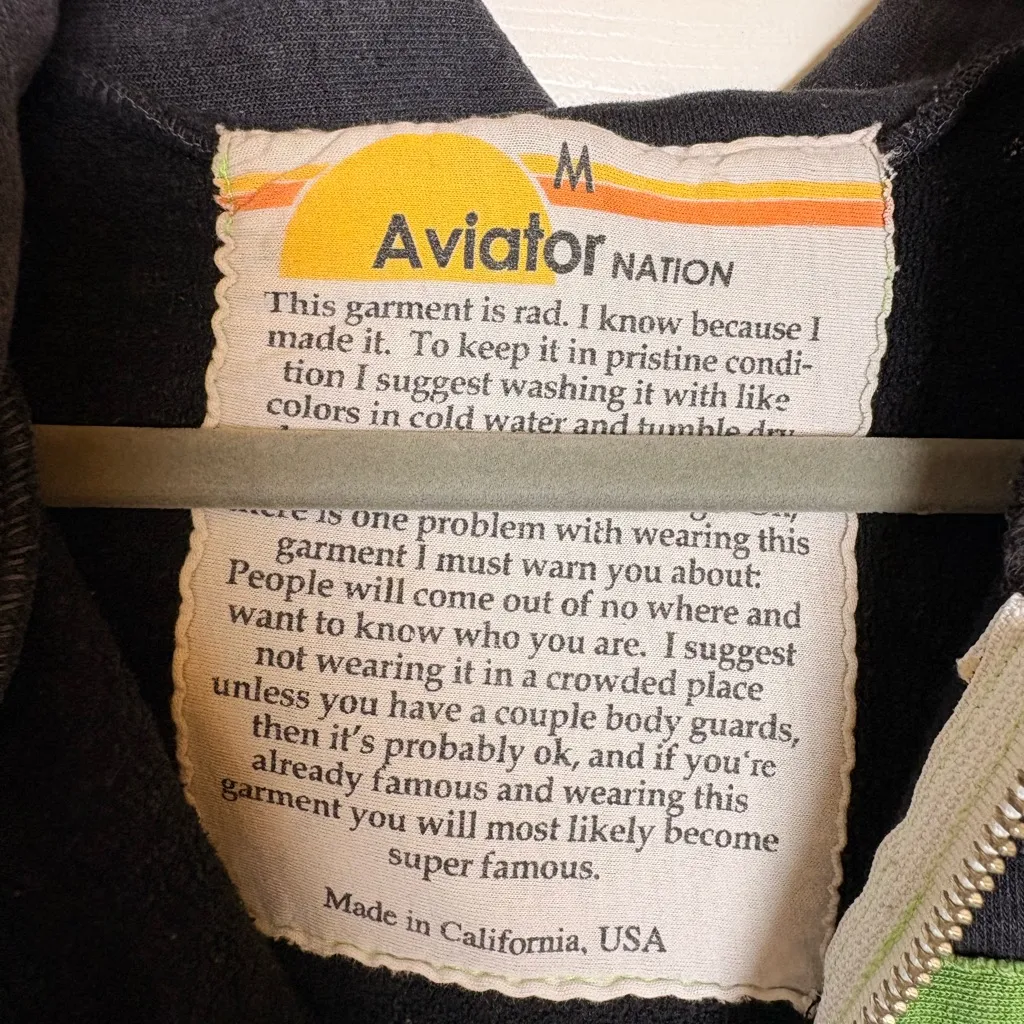 M
Aviator NATION
This garment is rad. I know because I
made it. To keep it in pristine condi-
tion I suggest washing it with like
colors in cold water and tumble dry
there is one problem with wearing this
garment I must warn you about:
People will come out of no where and
want to know who you are. I suggest
not wearing it in a crowded place
unless you have a couple body guards,
then it's probably ok, and if you're
already famous and wearing this
garment you will most likely become
super famous.
Made in California, USA